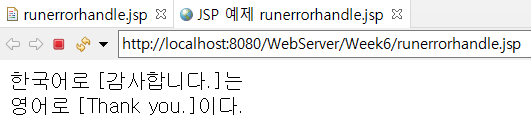 runerrorhandle.jsp
JSP 예제 runerrorhandle.jsp
http://localhost:8080/WebServer/Week6/runerrorhandle.jsp
한국어로 [감사합니다.]는
영어로 [Thank you.]이다.